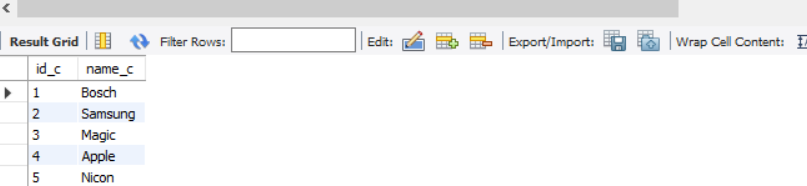 Result Grid Filter Rows: Edit: Export/Import: Wrap Cell Content:
id_c name_c
1 Bosch
2 Samsung
3 Magic
4 Apple
5 Nicon